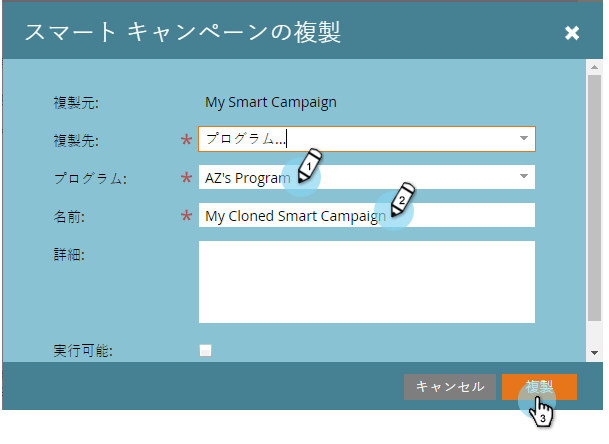 スマート キャンペーンの複製
複製元: My Smart Campaign
複製先: * プログラム...
プログラム: * AZ's Program 1
名前: * My Cloned Smart Campaign 2
詳細:
実行可能:
キャンセル 複製
3